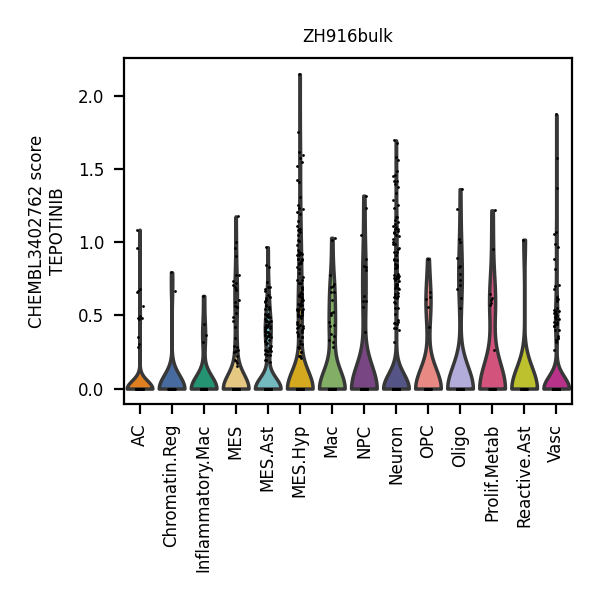 ZH916bulk
CHEMBL3402762 score
TEPOTINIB
2.0
1.5
1.0
0.5
0.0
AC
Chromatin.Reg
Inflammatory.Mac
MES
MES.Ast
MES.Hyp
Mac
NPC
Neuron
OPC
Oligo
Prolif.Metab
Reactive.Ast
Vasc